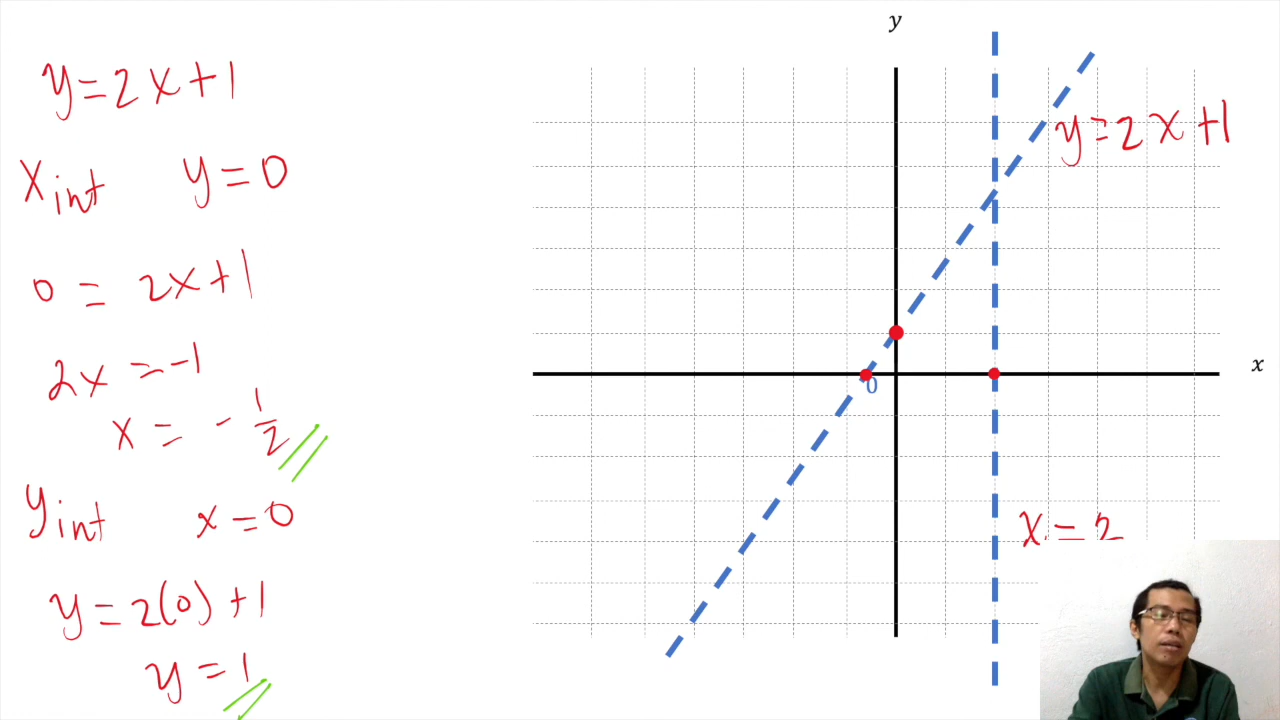 y=2x+1
x int y=0
0 = 2x+1
2x = -1
x = - 1/2
y int x=0
y=2(0)+1
y=1
y
y=2x+1
x
0
x=2